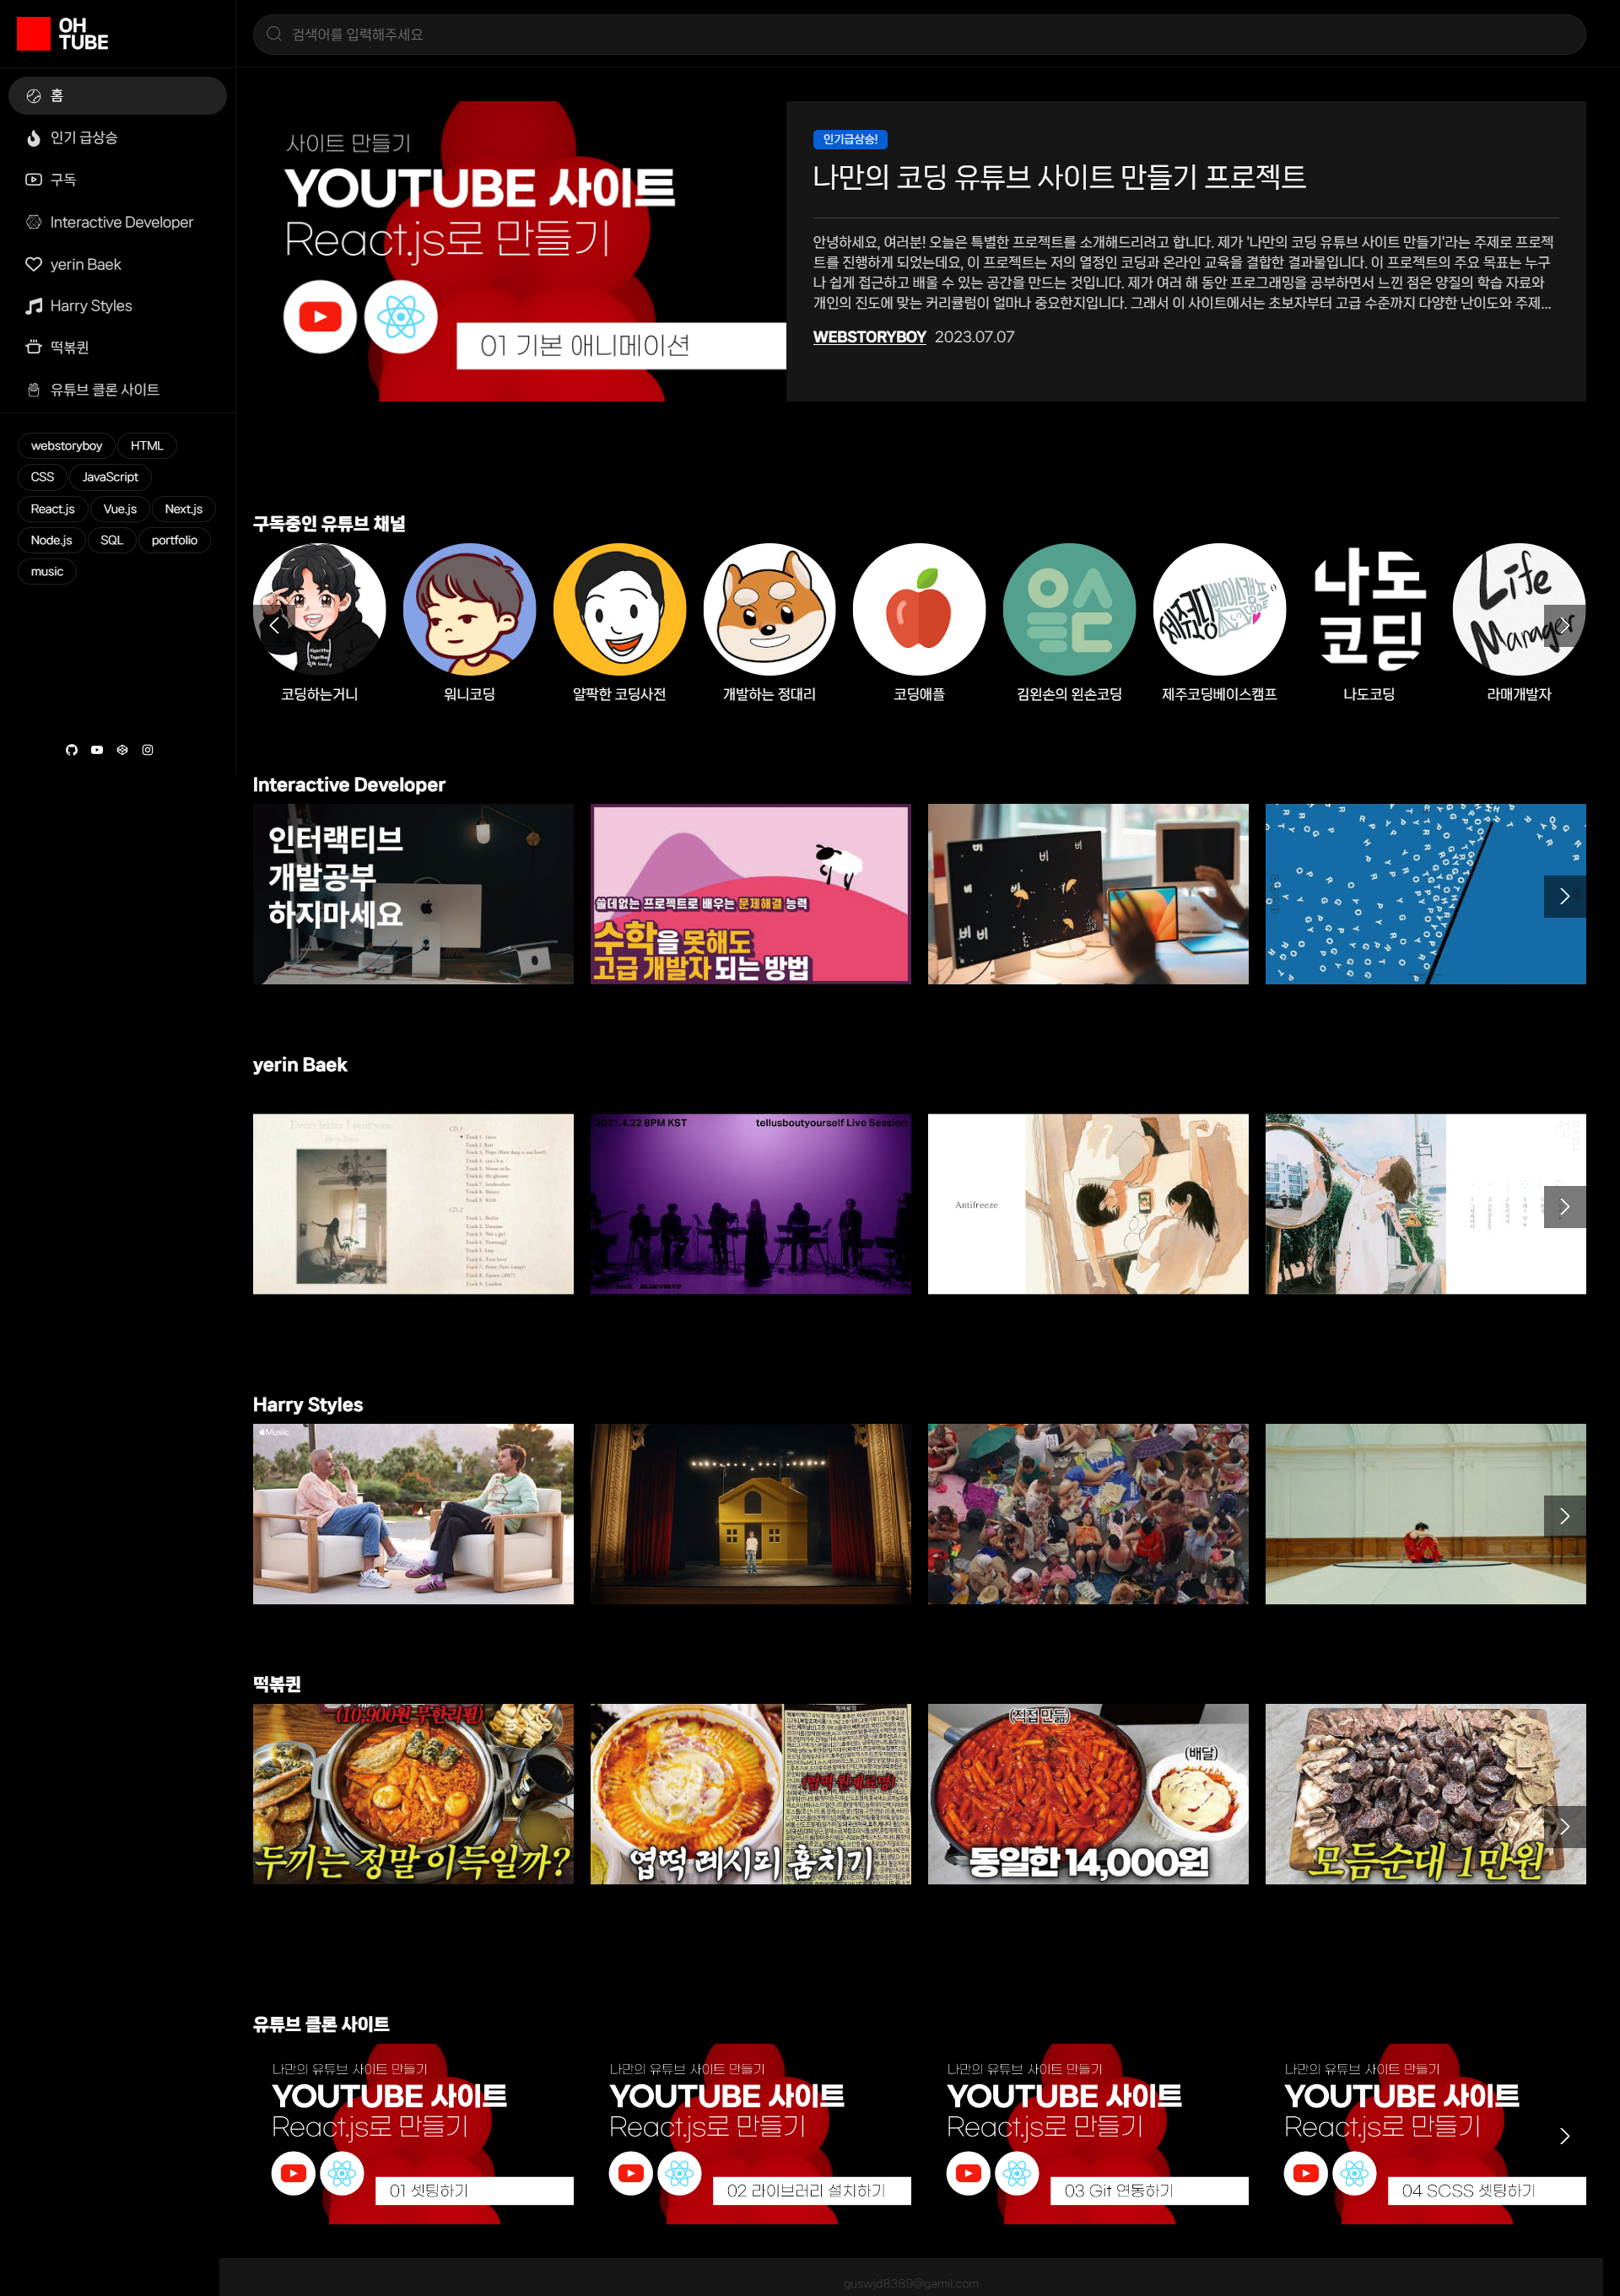 OH
TUBE
검색어를 입력해주세요
홈
인기 급상승
구독
Interactive Developer
yerin Baek
Harry Styles
떡볶퀸
유튜브 클론 사이트
webstoryboy
HTML
CSS
JavaScript
React.js
Vue.js
Next.js
Node.js
SQL
portfolio
music
사이트 만들기
YOUTUBE 사이트
React.js로 만들기
01 기본 애니메이션
인기급상승!
나만의 코딩 유튜브 사이트 만들기 프로젝트
안녕하세요, 여러분! 오늘은 특별한 프로젝트를 소개해드리려고 합니다. 제가 '나만의 코딩 유튜브 사이트 만들기'라는 주제로 프로젝
트를 진행하게 되었는데요, 이 프로젝트는 저의 열정인 코딩과 온라인 교육을 결합한 결과물입니다. 이 프로젝트의 주요 목표는 누구
나 쉽게 접근하고 배울 수 있는 공간을 만드는 것입니다. 제가 여러 해 동안 프로그래밍을 공부하면서 느낀 점은 양질의 학습 자료와
개인의 진도에 맞는 커리큘럼이 얼마나 중요한지입니다. 그래서 이 사이트에서는 초보자부터 고급 수준까지 다양한 난이도와 주제...
WEBSTORYBOY 2023.07.07
구독중인 유튜브 채널
나도
코딩
Life
Manager
코딩하는거니
워니코딩
얄팍한 코딩사전
개발하는 정대리
코딩애플
김왼손의 왼손코딩
제주코딩베이스캠프
나도코딩
라매개발자
Interactive Developer
인터랙티브
개발공부
하지마세요
쓸데없는 프로젝트로 배우는 문제해결 능력
수학을 못해도
고급 개발자 되는 방법
yerin Baek
Every letter I sent you.
2021.4.22 8PM KST
tellusboutyourself Live Session
Antifreeze
Harry Styles
Music
떡볶퀸
(10,900원 무한리필)
두끼는 정말 이득일까?
(엽떡 원재료명)
엽떡 레시피 훔치기
(직접 만듦)
(배달)
동일한 14,000원
모듬순대 1만원
유튜브 클론 사이트
나만의 유튜브 사이트 만들기
YOUTUBE 사이트
React.js로 만들기
01 셋팅하기
나만의 유튜브 사이트 만들기
YOUTUBE 사이트
React.js로 만들기
02 라이브러리 설치하기
나만의 유튜브 사이트 만들기
YOUTUBE 사이트
React.js로 만들기
03 Git 연동하기
나만의 유튜브 사이트 만들기
YOUTUBE 사이트
React.js로 만들기
04 SCSS 셋팅하기
guswjd8389@gamil.com